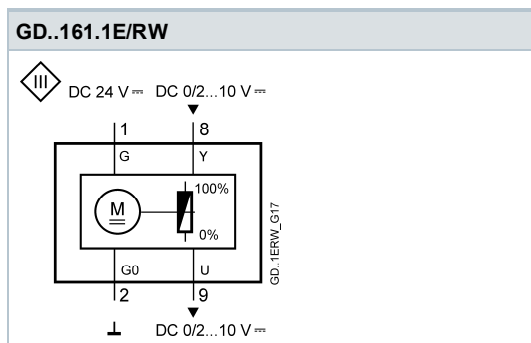 GD..161.1E/RW
III
DC 24 V ⎓ DC 0/2...10 V ⎓
1 8
G Y
100%
M
0%
G0 U
2 9
DC 0/2...10 V ⎓
GD..1ERW_G17